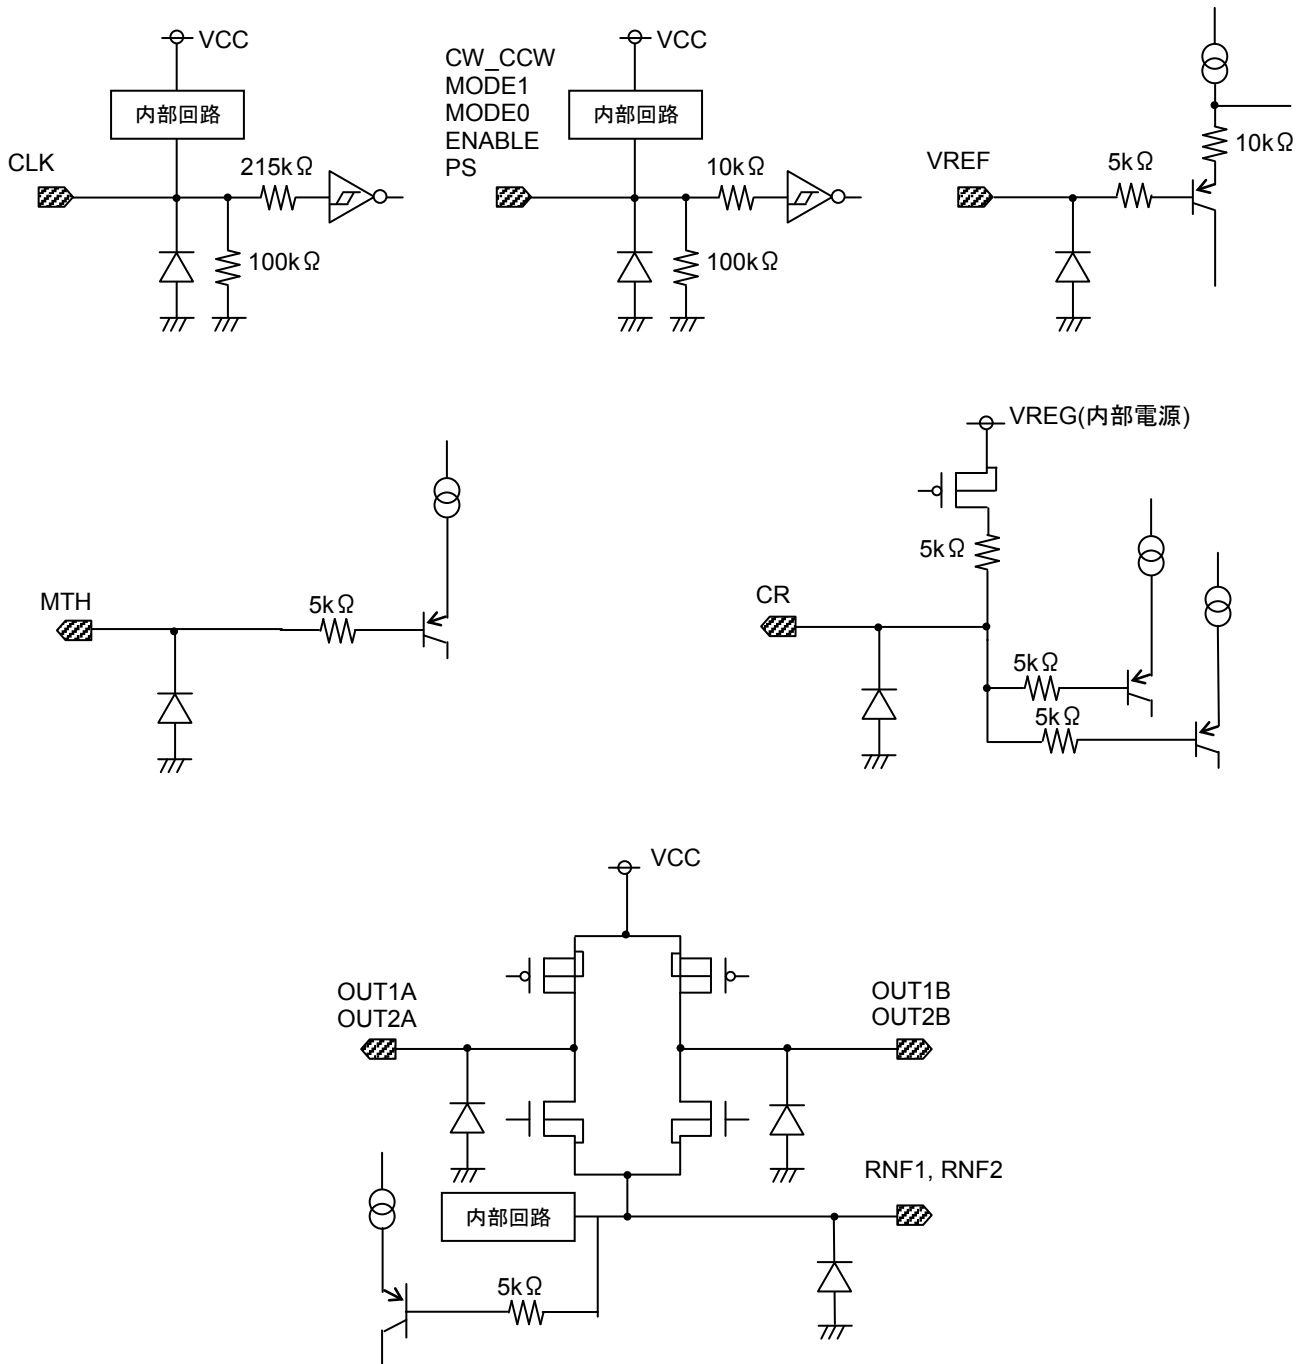 VCC
内部回路
CLK
215kΩ
100kΩ
VCC
CW_CCW
MODE1
MODE0
ENABLE
PS
内部回路
10kΩ
100kΩ
VREF
5kΩ
10kΩ
MTH
5kΩ
VREG(内部電源)
5kΩ
CR
5kΩ
5kΩ
VCC
OUT1A
OUT2A
OUT1B
OUT2B
RNF1, RNF2
内部回路
5kΩ